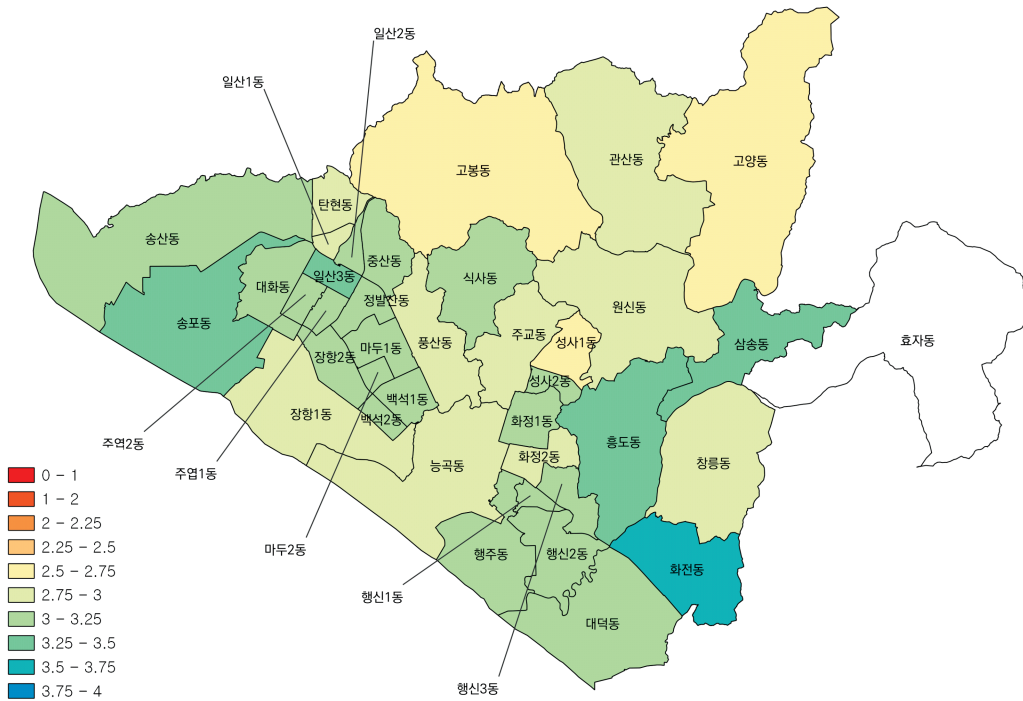 일산2동
일산1동
고봉동
관산동
고양동
탄현동
송산동
중산동
식사동
일산3동
대화동
정발산동
원신동
송포동
삼송동
주교동
효자동
풍산동
성사1동
마두1동
장항2동
성사2동
백석1동
장항1동
백석2동
화정1동
주엽2동
흥도동
화정2동
창릉동
능곡동
주엽1동
마두2동
행주동
행신2동
화전동
행신1동
대덕동
행신3동
0 - 1
1 - 2
2 - 2.25
2.25 - 2.5
2.5 - 2.75
2.75 - 3
3 - 3.25
3.25 - 3.5
3.5 - 3.75
3.75 - 4